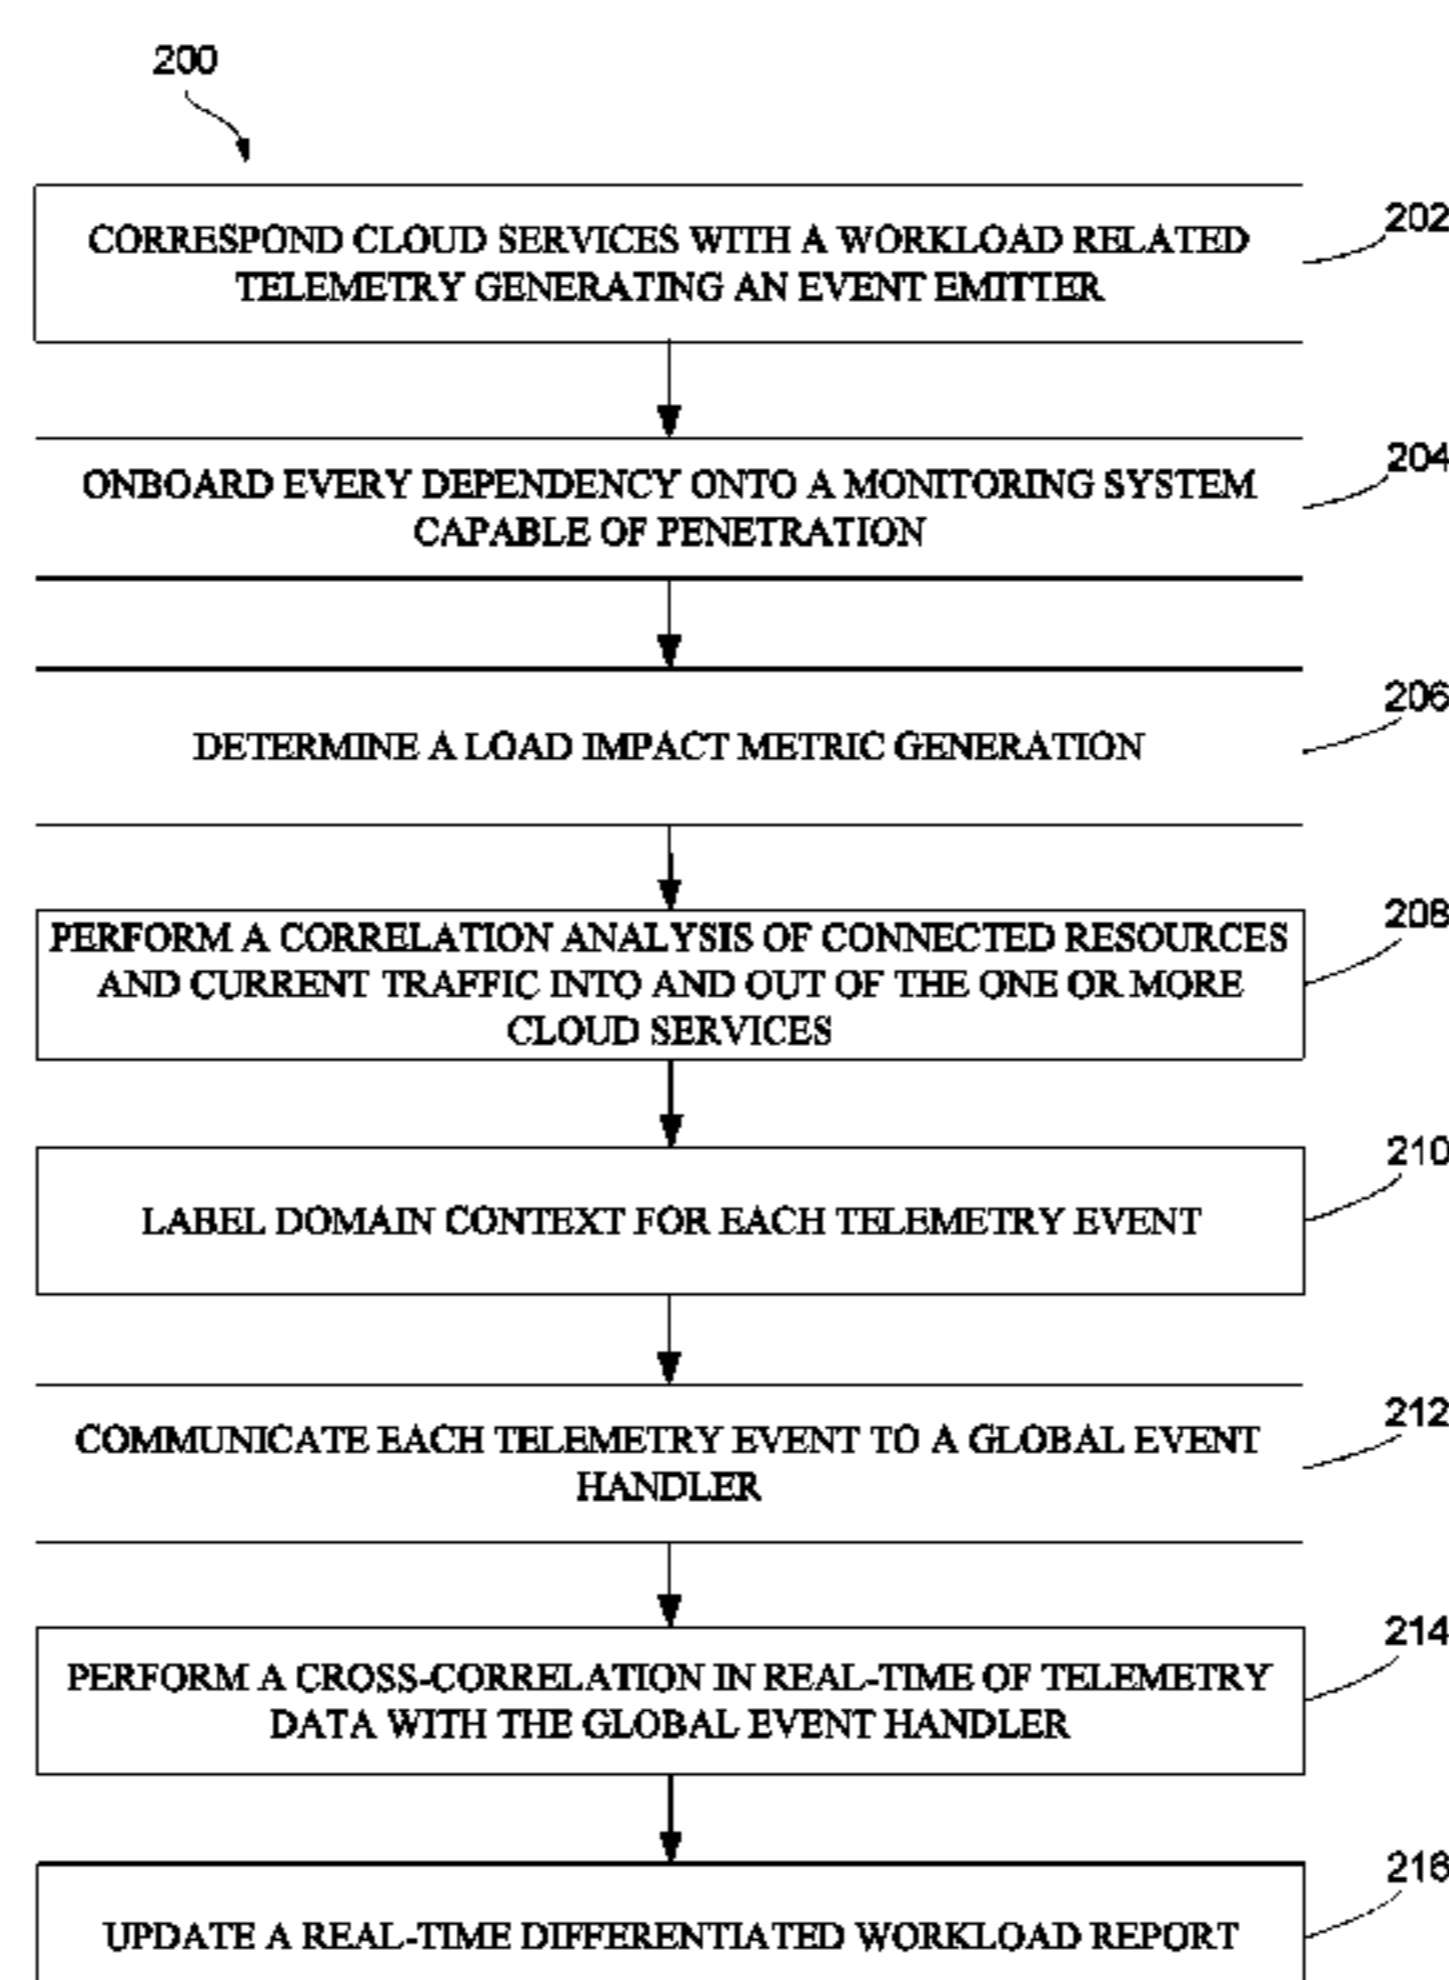 200
CORRESPOND CLOUD SERVICES WITH A WORKLOAD RELATED
TELEMETRY GENERATING AN EVENT EMITTER
202
ONBOARD EVERY DEPENDENCY ONTO A MONITORING SYSTEM
CAPABLE OF PENETRATION
204
DETERMINE A LOAD IMPACT METRIC GENERATION
206
PERFORM A CORRELATION ANALYSIS OF CONNECTED RESOURCES
AND CURRENT TRAFFIC INTO AND OUT OF THE ONE OR MORE
CLOUD SERVICES
208
LABEL DOMAIN CONTEXT FOR EACH TELEMETRY EVENT
210
COMMUNICATE EACH TELEMETRY EVENT TO A GLOBAL EVENT
HANDLER
212
PERFORM A CROSS-CORRELATION IN REAL-TIME OF TELEMETRY
DATA WITH THE GLOBAL EVENT HANDLER
214
UPDATE A REAL-TIME DIFFERENTIATED WORKLOAD REPORT
216